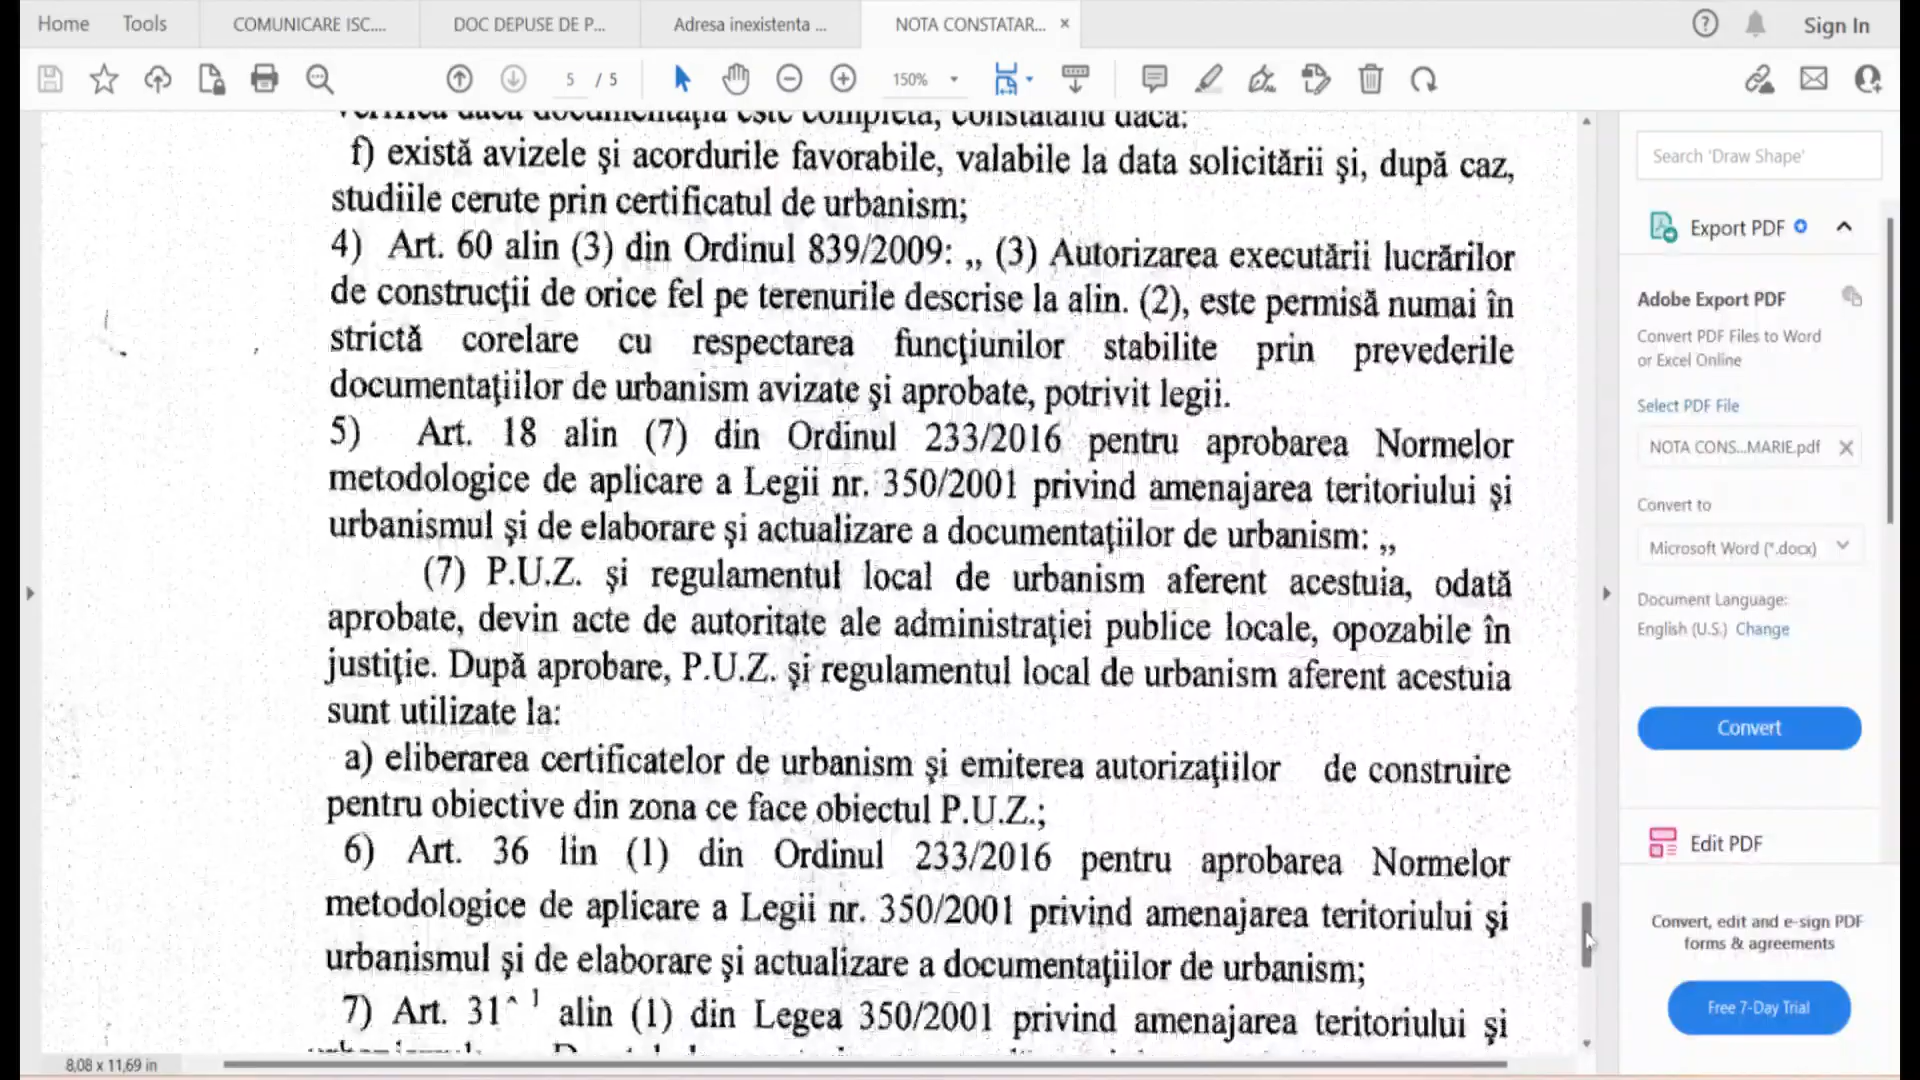 Home Tools COMUNICARE ISC.... DOC DEPUSE DE P... Adresa inexistenta ... NOTA CONSTATAR... × Sign In
5 / 5 150%
verifică dacă documentaţia este completă, constatând dacă:
f) există avizele şi acordurile favorabile, valabile la data solicitării şi, după caz,
studiile cerute prin certificatul de urbanism;
4) Art. 60 alin (3) din Ordinul 839/2009: ,, (3) Autorizarea executării lucrărilor
de construcţii de orice fel pe terenurile descrise la alin. (2), este permisă numai în
strictă corelare cu respectarea funcţiunilor stabilite prin prevederile
documentaţiilor de urbanism avizate şi aprobate, potrivit legii.
5) Art. 18 alin (7) din Ordinul 233/2016 pentru aprobarea Normelor
metodologice de aplicare a Legii nr. 350/2001 privind amenajarea teritoriului şi
urbanismul şi de elaborare şi actualizare a documentaţiilor de urbanism: ,,
(7) P.U.Z. şi regulamentul local de urbanism aferent acestuia, odată
aprobate, devin acte de autoritate ale administraţiei publice locale, opozabile în
justiţie. După aprobare, P.U.Z. şi regulamentul local de urbanism aferent acestuia
sunt utilizate la:
a) eliberarea certificatelor de urbanism şi emiterea autorizaţiilor de construire
pentru obiective din zona ce face obiectul P.U.Z.;
6) Art. 36 lin (1) din Ordinul 233/2016 pentru aprobarea Normelor
metodologice de aplicare a Legii nr. 350/2001 privind amenajarea teritoriului şi
urbanismul şi de elaborare şi actualizare a documentaţiilor de urbanism;
7) Art. 31^ 1 alin (1) din Legea 350/2001 privind amenajarea teritoriului şi
8,08 x 11,69 in
Search 'Draw Shape'
Export PDF
Adobe Export PDF
Convert PDF Files to Word
or Excel Online
Select PDF File
NOTA CONS...MARIE.pdf
Convert to
Microsoft Word (*.docx)
Document Language:
English (U.S.) Change
Convert
Edit PDF
Convert, edit and e-sign PDF
forms & agreements
Free 7-Day Trial